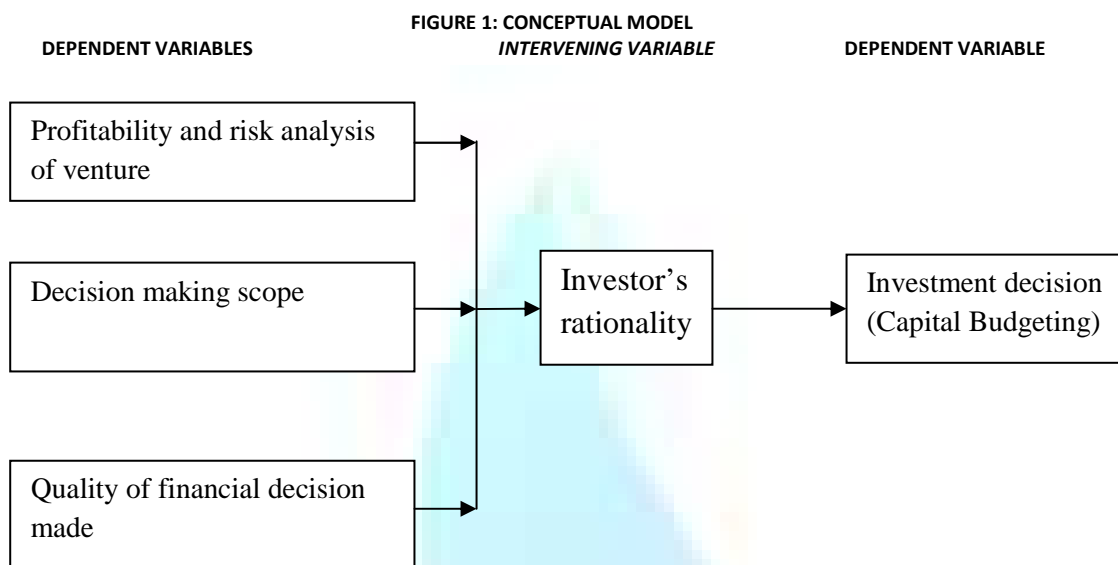 FIGURE 1: CONCEPTUAL MODEL
DEPENDENT VARIABLES INTERVENING VARIABLE DEPENDENT VARIABLE
Profitability and risk analysis
of venture
Decision making scope
Investor’s
rationality
Investment decision
(Capital Budgeting)
Quality of financial decision
made